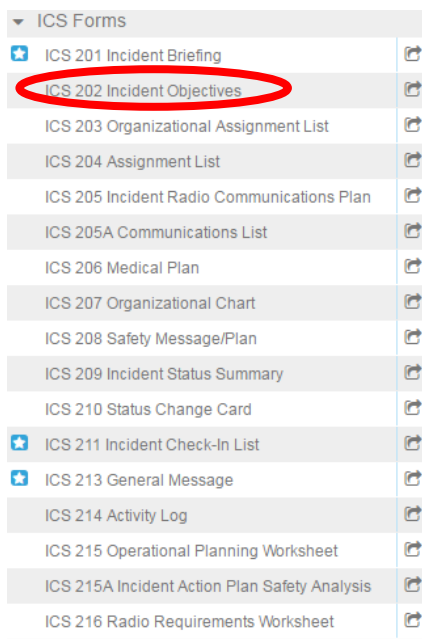 ICS Forms
ICS 201 Incident Briefing
ICS 202 Incident Objectives
ICS 203 Organizational Assignment List
ICS 204 Assignment List
ICS 205 Incident Radio Communications Plan
ICS 205A Communications List
ICS 206 Medical Plan
ICS 207 Organizational Chart
ICS 208 Safety Message/Plan
ICS 209 Incident Status Summary
ICS 210 Status Change Card
ICS 211 Incident Check-In List
ICS 213 General Message
ICS 214 Activity Log
ICS 215 Operational Planning Worksheet
ICS 215A Incident Action Plan Safety Analysis
ICS 216 Radio Requirements Worksheet